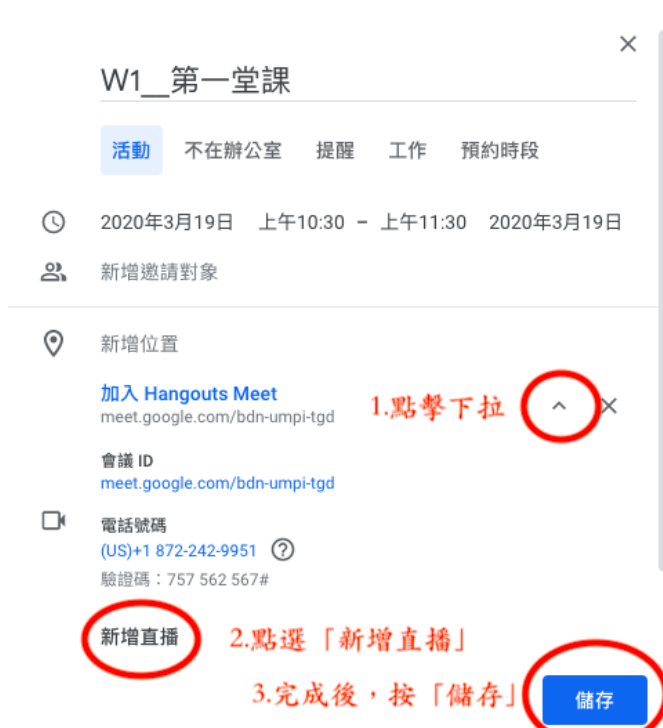 W1__第一堂課
活動 不在辦公室 提醒 工作 預約時段
2020年3月19日 上午10:30 – 上午11:30 2020年3月19日
新增邀請對象
新增位置
加入 Hangouts Meet
meet.google.com/bdn-umpi-tgd
1.點擊下拉
會議 ID
meet.google.com/bdn-umpi-tgd
電話號碼
(US)+1 872-242-9951
驗證碼：757 562 567#
新增直播 2.點選「新增直播」
3.完成後，按「儲存」 儲存